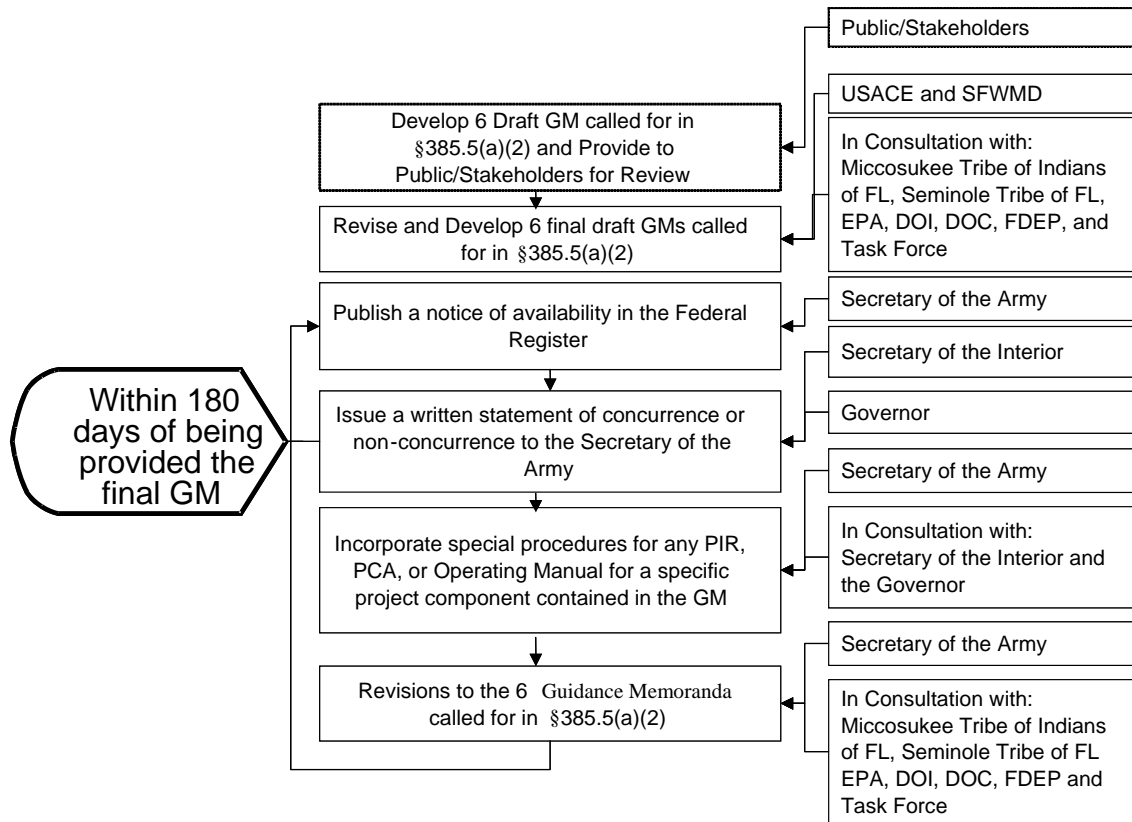 Public/Stakeholders
USACE and SFWMD
Develop 6 Draft GM called for in
§385.5(a)(2) and Provide to
Public/Stakeholders for Review
In Consultation with:
Miccosukee Tribe of Indians
of FL, Seminole Tribe of FL,
EPA, DOI, DOC, FDEP, and
Task Force
Revise and Develop 6 final draft GMs called
for in §385.5(a)(2)
Publish a notice of availability in the Federal
Register
Secretary of the Army
Secretary of the Interior
Within 180
days of being
provided the
final GM
Issue a written statement of concurrence or
non-concurrence to the Secretary of the
Army
Governor
Secretary of the Army
Incorporate special procedures for any PIR,
PCA, or Operating Manual for a specific
project component contained in the GM
In Consultation with:
Secretary of the Interior and
the Governor
Secretary of the Army
Revisions to the 6 Guidance Memoranda
called for in §385.5(a)(2)
In Consultation with:
Miccosukee Tribe of Indians
of FL, Seminole Tribe of FL
EPA, DOI, DOC, FDEP and
Task Force